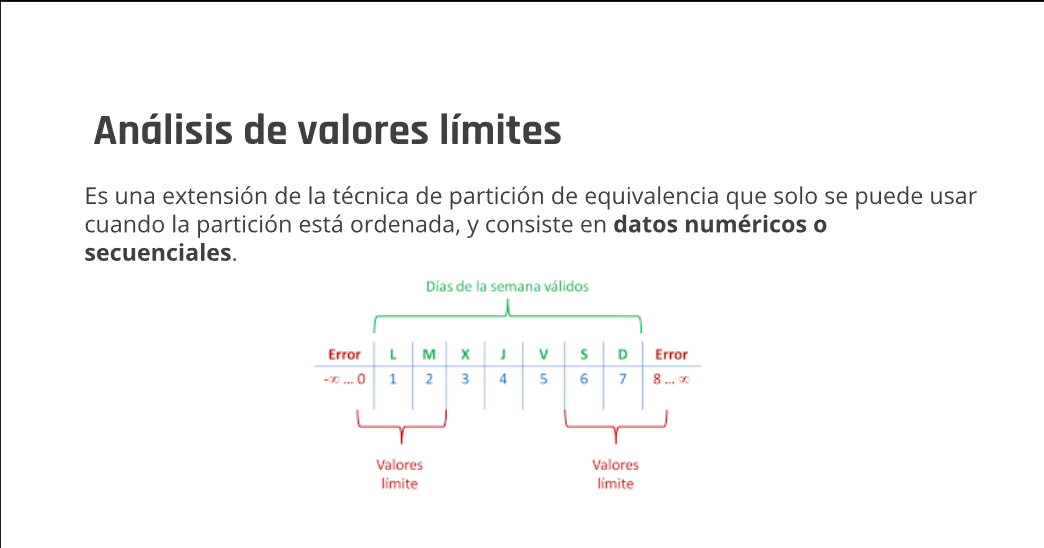 Análisis de valores límites
Es una extensión de la técnica de partición de equivalencia que solo se puede usar
cuando la partición está ordenada, y consiste en datos numéricos o
secuenciales.
Días de la semana válidos
Error L M X J V S D Error
-∞ ... 0 1 2 3 4 5 6 7 8 ... ∞
Valores Valores
límite límite